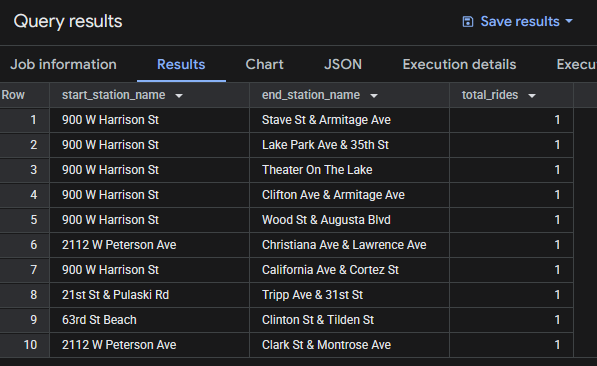 Query results
Save results
Job information Results Chart JSON Execution details Execu
Row start_station_name end_station_name total_rides
1 900 W Harrison St Stave St & Armitage Ave 1
2 900 W Harrison St Lake Park Ave & 35th St 1
3 900 W Harrison St Theater On The Lake 1
4 900 W Harrison St Clifton Ave & Armitage Ave 1
5 900 W Harrison St Wood St & Augusta Blvd 1
6 2112 W Peterson Ave Christiana Ave & Lawrence Ave 1
7 900 W Harrison St California Ave & Cortez St 1
8 21st St & Pulaski Rd Tripp Ave & 31st St 1
9 63rd St Beach Clinton St & Tilden St 1
10 2112 W Peterson Ave Clark St & Montrose Ave 1